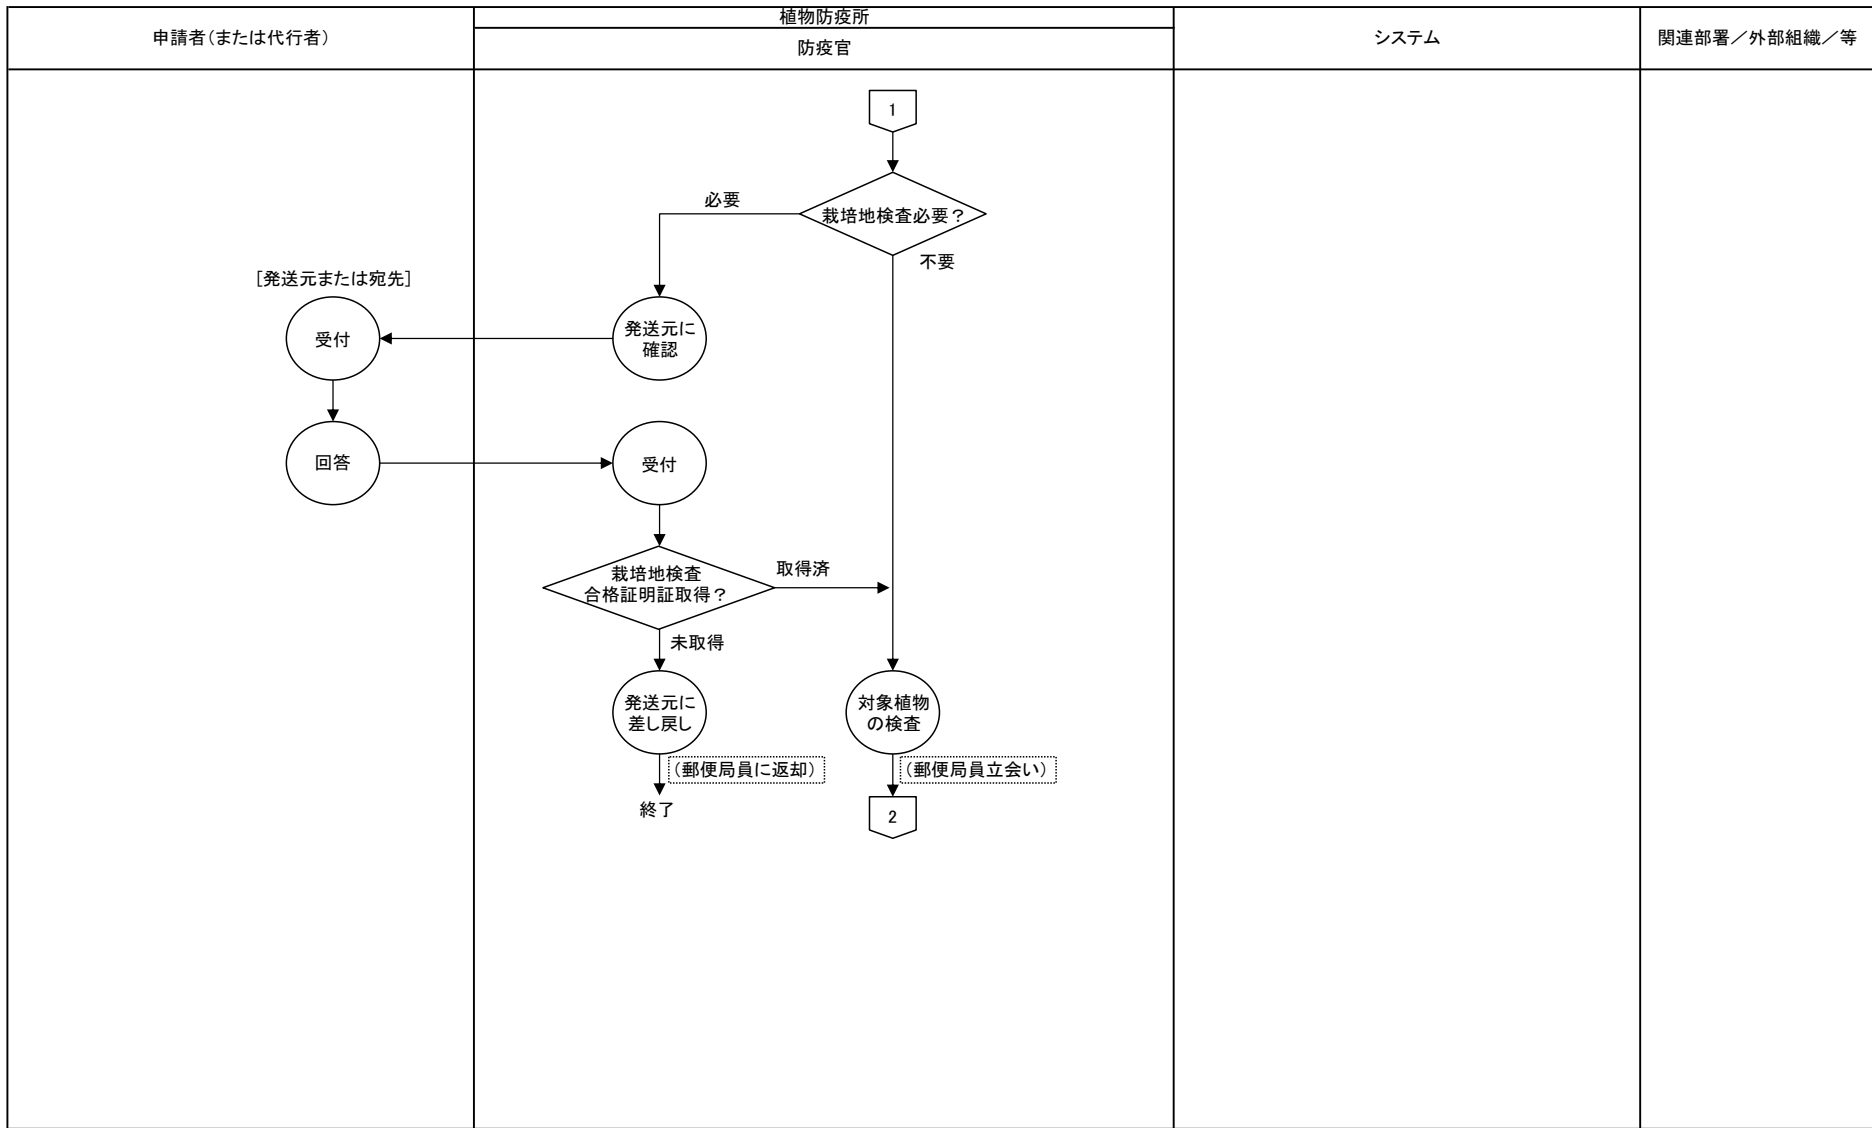 植物防疫所
申請者（または代行者）
防疫官
システム
関連部署／外部組織／等
1
栽培地検査必要？
必要
不要
[発送元または宛先]
受付
発送元に
確認
回答
受付
栽培地検査
合格証明証取得？
取得済
未取得
発送元に
差し戻し
対象植物
の検査
（郵便局員に返却）
（郵便局員立会い）
終了
2